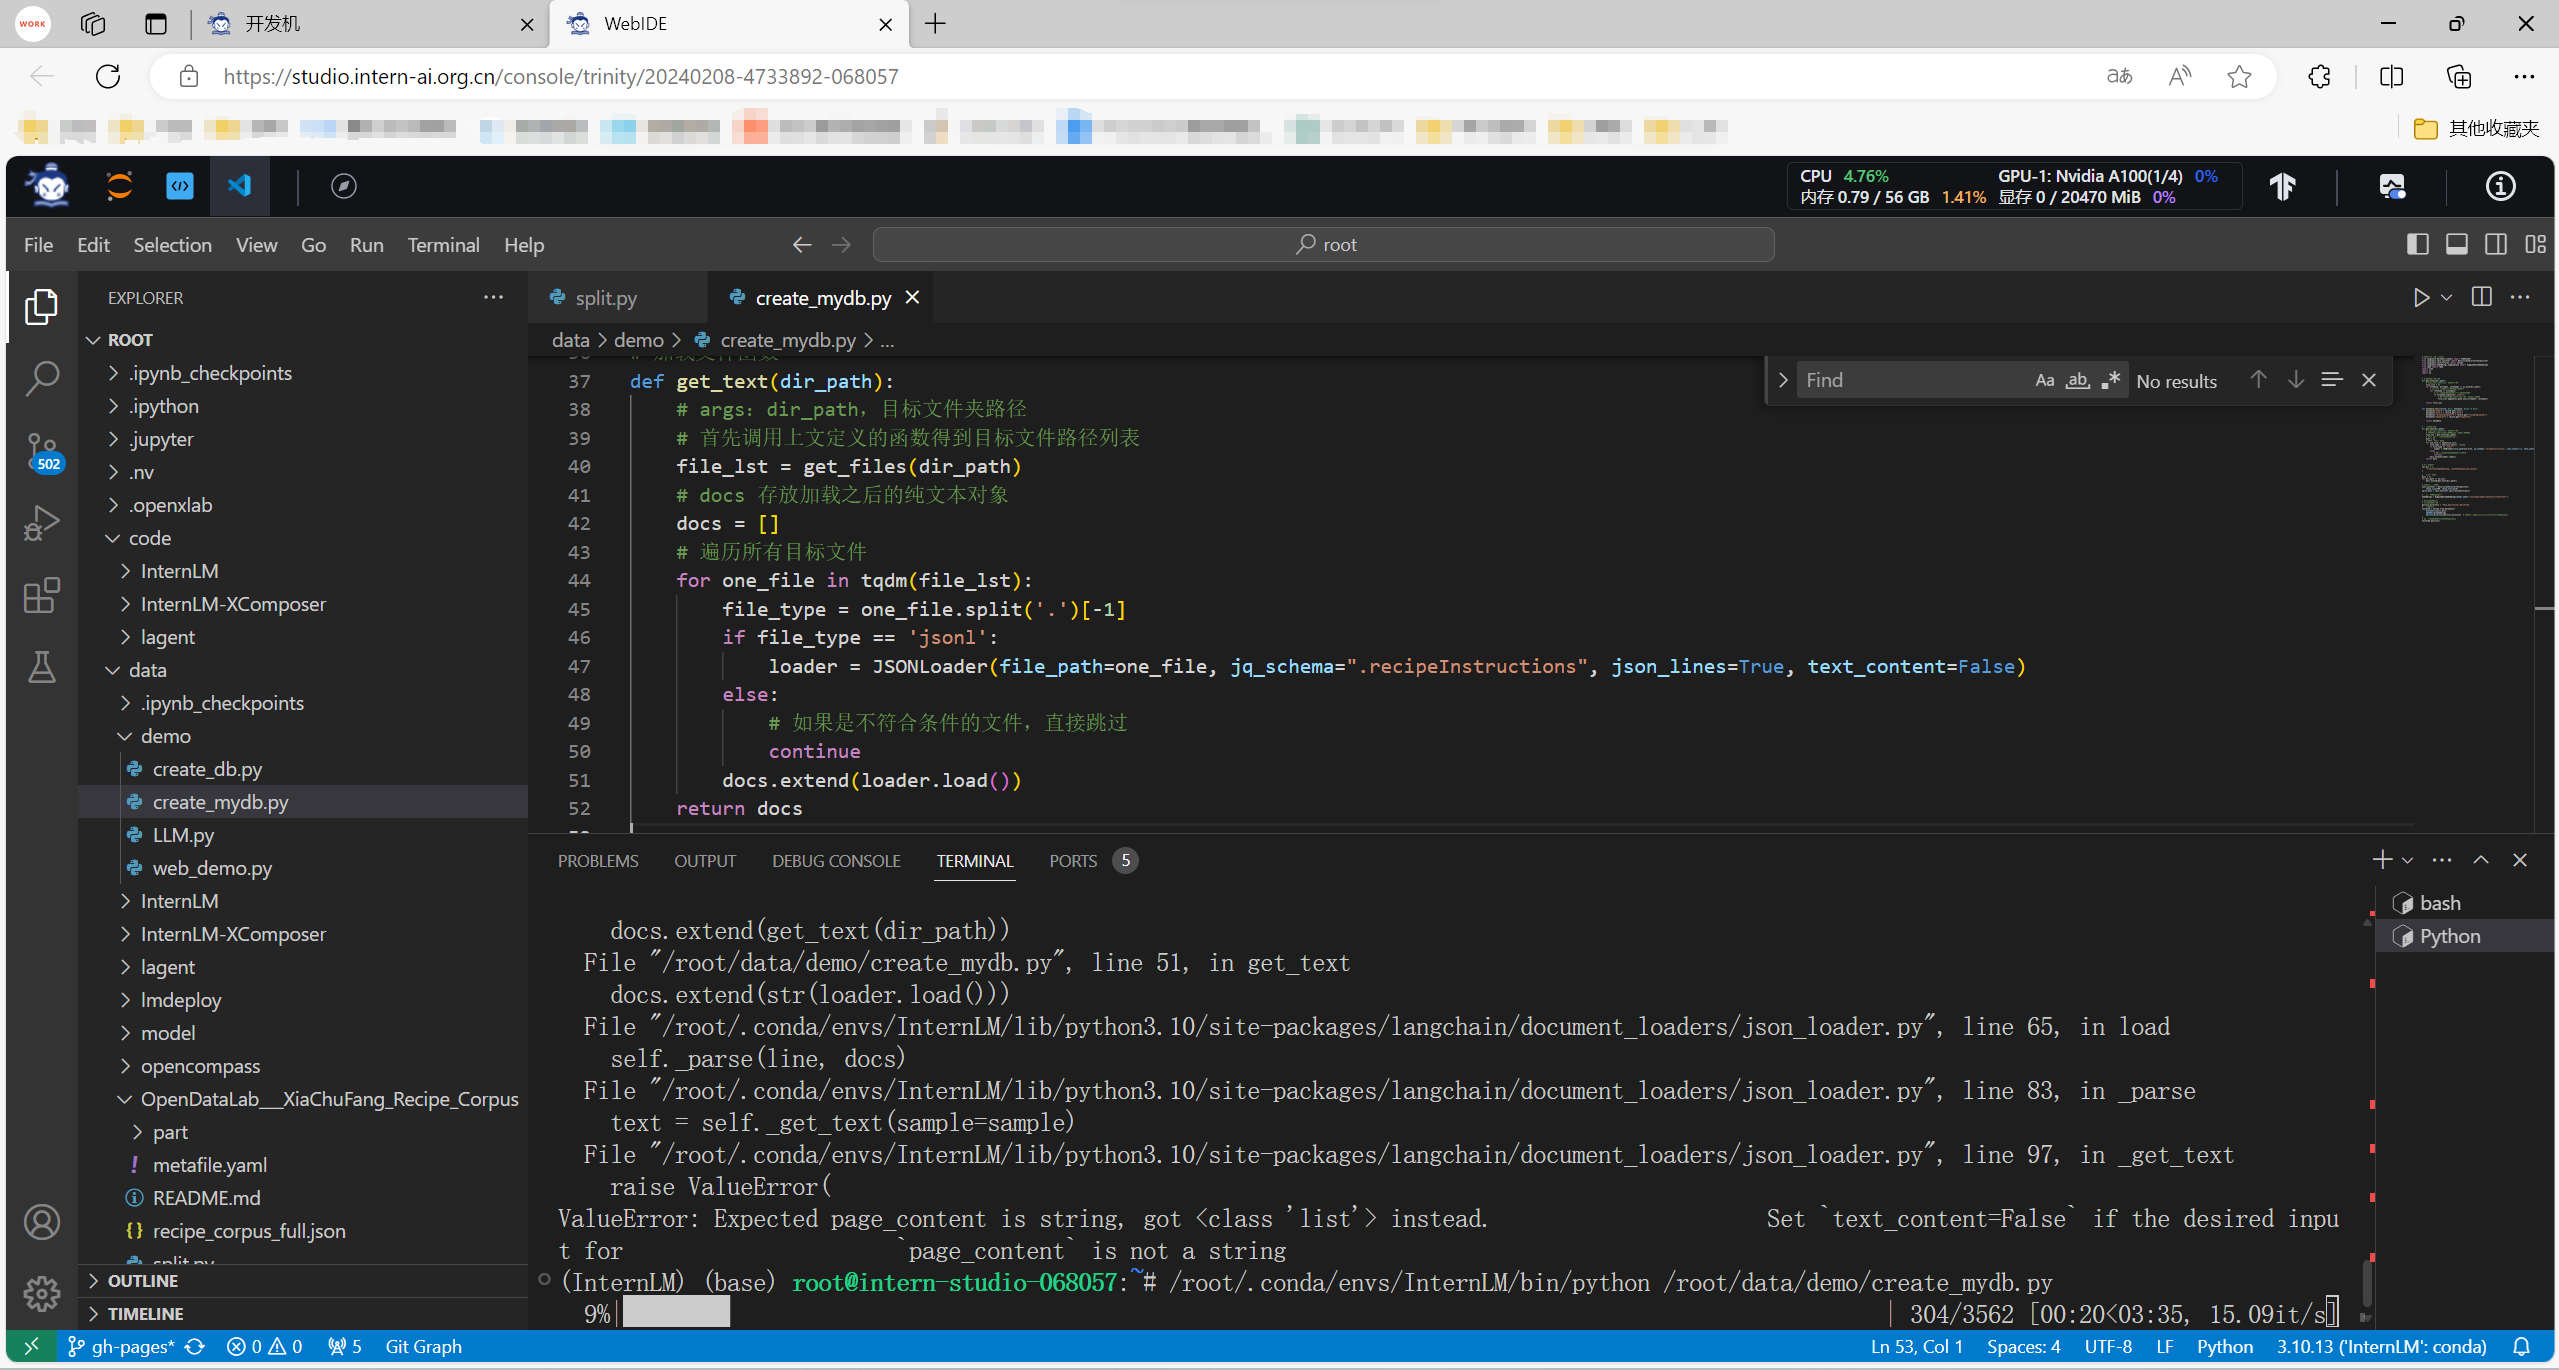 WORK
开发机
WebIDE
https://studio.intern-ai.org.cn/console/trinity/20240208-4733892-068057
其他收藏夹
CPU 4.76% GPU-1: Nvidia A100(1/4) 0%
内存 0.79 / 56 GB 1.41% 显存 0 / 20470 MiB 0%
File Edit Selection View Go Run Terminal Help
root
EXPLORER
ROOT
.ipynb_checkpoints
.ipython
.jupyter
.nv
.openxlab
code
InternLM
InternLM-XComposer
lagent
data
.ipynb_checkpoints
demo
create_db.py
create_mydb.py
LLM.py
web_demo.py
InternLM
InternLM-XComposer
lagent
lmdeploy
model
opencompass
OpenDataLab___XiaChuFang_Recipe_Corpus
part
metafile.yaml
README.md
recipe_corpus_full.json
split.py
OUTLINE
TIMELINE
502
split.py
create_mydb.py
data > demo > create_mydb.py > ...
Find
Aa ab .* No results
36 # 加载文件函数
37 def get_text(dir_path):
38 # args：dir_path，目标文件夹路径
39 # 首先调用上文定义的函数得到目标文件路径列表
40 file_lst = get_files(dir_path)
41 # docs 存放加载之后的纯文本对象
42 docs = []
43 # 遍历所有目标文件
44 for one_file in tqdm(file_lst):
45 file_type = one_file.split('.')[-1]
46 if file_type == 'jsonl':
47 loader = JSONLoader(file_path=one_file, jq_schema=".recipeInstructions", json_lines=True, text_content=False)
48 else:
49 # 如果是不符合条件的文件，直接跳过
50 continue
51 docs.extend(loader.load())
52 return docs
53
PROBLEMS OUTPUT DEBUG CONSOLE TERMINAL PORTS 5
bash
Python
docs.extend(get_text(dir_path))
File "/root/data/demo/create_mydb.py", line 51, in get_text
docs.extend(str(loader.load()))
File "/root/.conda/envs/InternLM/lib/python3.10/site-packages/langchain/document_loaders/json_loader.py", line 65, in load
self._parse(line, docs)
File "/root/.conda/envs/InternLM/lib/python3.10/site-packages/langchain/document_loaders/json_loader.py", line 83, in _parse
text = self._get_text(sample=sample)
File "/root/.conda/envs/InternLM/lib/python3.10/site-packages/langchain/document_loaders/json_loader.py", line 97, in _get_text
raise ValueError(
ValueError: Expected page_content is string, got <class 'list'> instead. Set `text_content=False` if the desired inpu
t for `page_content` is not a string
(InternLM) (base) root@intern-studio-068057:~# /root/.conda/envs/InternLM/bin/python /root/data/demo/create_mydb.py
9%| | 304/3562 [00:20<03:35, 15.09it/s]
gh-pages* 0 0 5 Git Graph
Ln 53, Col 1 Spaces: 4 UTF-8 LF Python 3.10.13 ('InternLM': conda)